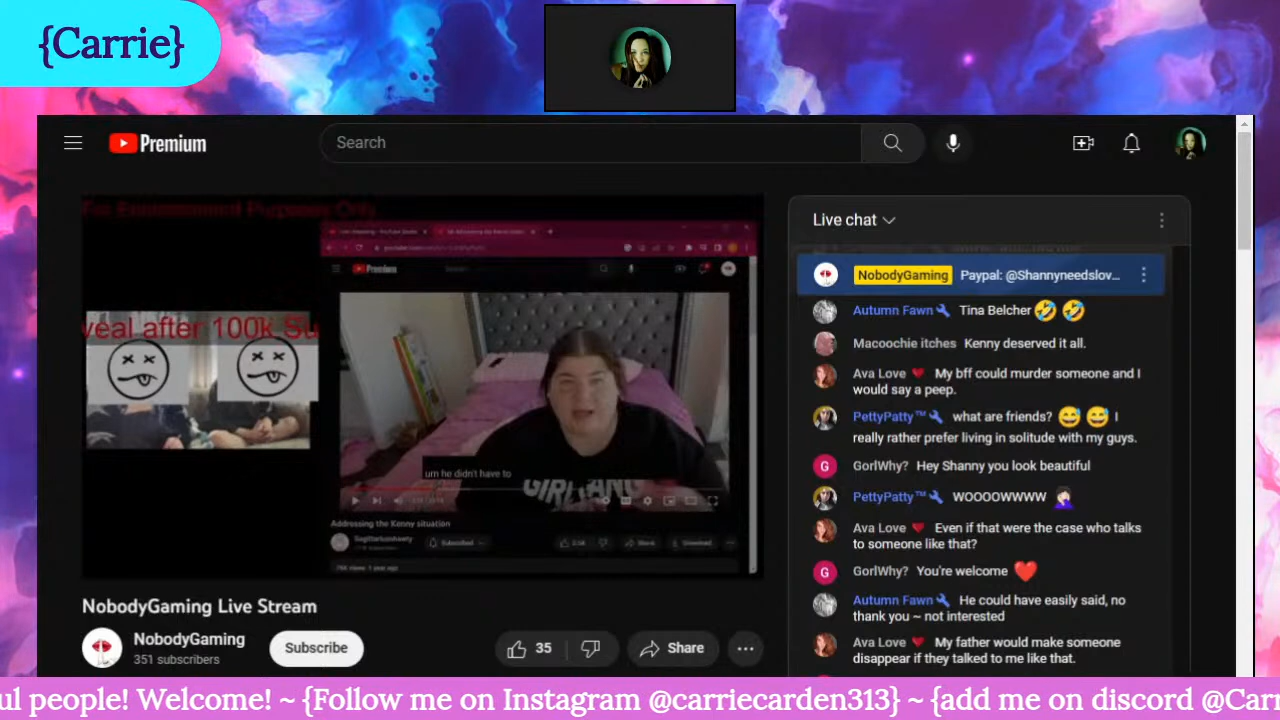 {Carrie}
Premium
Search
For Entertainment Purposes Only
Live chat
veal after 100k Su
Premium
um he didn't have to
GIRL GANG
Addressing the Kenny situation
Subscribed
Share
Download
NobodyGaming Paypal: @Shannyneedslov...
Autumn Fawn Tina Belcher
Macoochie itches Kenny deserved it all.
Ava Love My bff could murder someone and I
would say a peep.
PettyPatty™ what are friends? I
really rather prefer living in solitude with my guys.
G GorlWhy? Hey Shanny you look beautiful
PettyPatty™ WOOOOWWWW
Ava Love Even if that were the case who talks
to someone like that?
G GorlWhy? You're welcome
Autumn Fawn He could have easily said, no
thank you ~ not interested
Ava Love My father would make someone
disappear if they talked to me like that.
NobodyGaming Live Stream
NobodyGaming
351 subscribers
Subscribe
35
Share
ul people! Welcome! ~ {Follow me on Instagram @carriecarden313} ~ {add me on discord @Carr